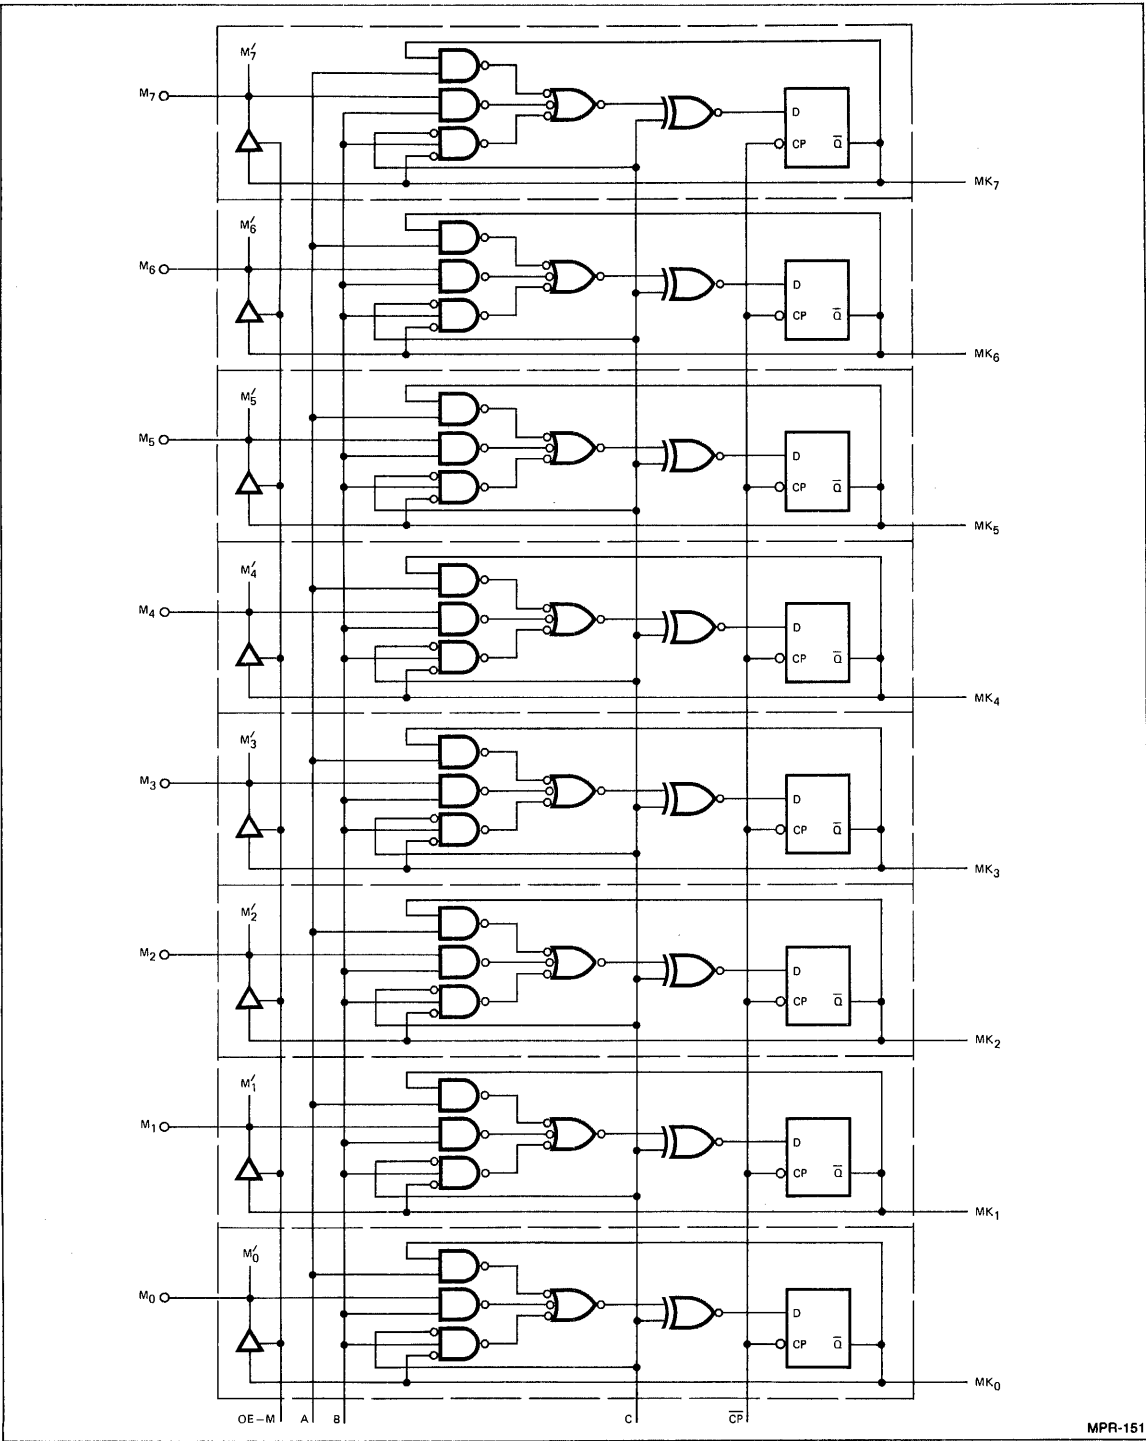 M′7
M7
D
CP Q̅
MK7
M′6
M6
D
CP Q̅
MK6
M′5
M5
D
CP Q̅
MK5
M′4
M4
D
CP Q̅
MK4
M′3
M3
D
CP Q̅
MK3
M′2
M2
D
CP Q̅
MK2
M′1
M1
D
CP Q̅
MK1
M′0
M0
D
CP Q̅
MK0
OE–M A B C C̅P̅
MPR-151